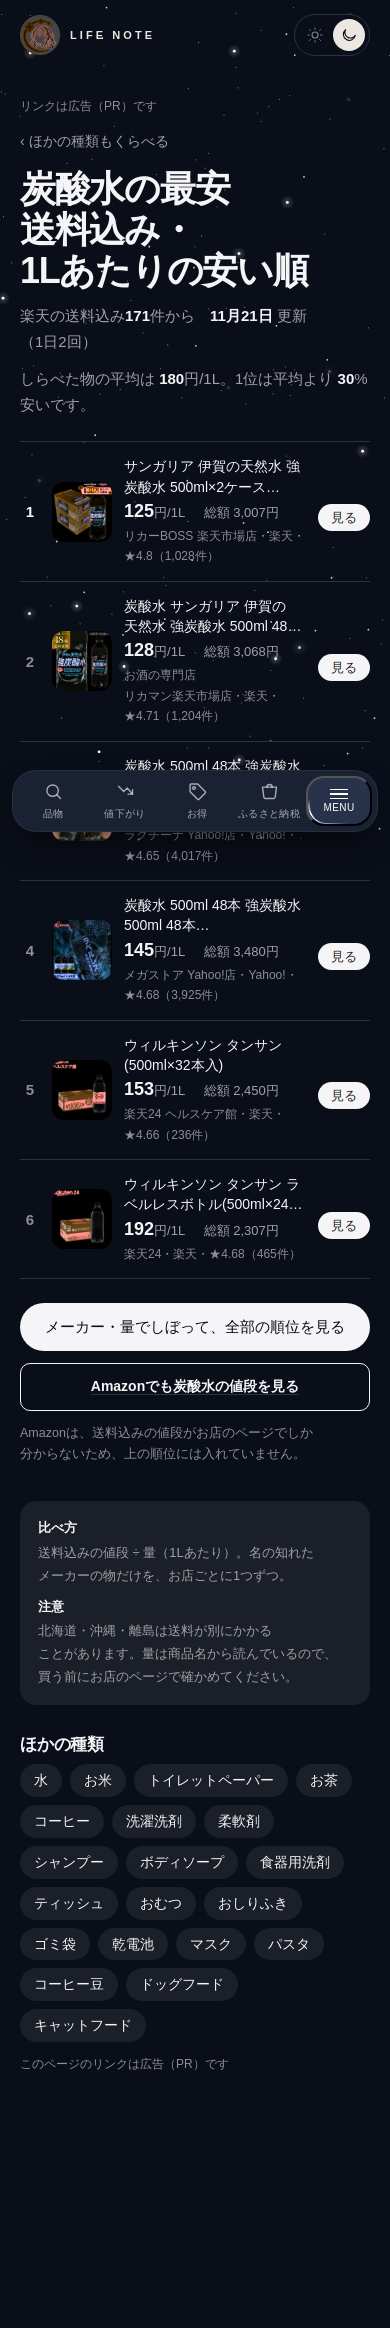 LIFE NOTE
リンクは広告（PR）です
‹ ほかの種類もくらべる
炭酸水の最安
送料込み・
1Lあたりの安い順
楽天の送料込み171件から　11月21日 更新
（1日2回）
しらべた物の平均は 180円/1L。1位は平均より 30%
安いです。
1
サンガリア 伊賀の天然水 強
炭酸水 500ml×2ケース…
125円/1L 総額 3,007円
リカーBOSS 楽天市場店・楽天・
★4.8（1,028件）
見る
2
炭酸水 サンガリア 伊賀の
天然水 強炭酸水 500ml 48…
128円/1L 総額 3,068円
お酒の専門店
リカマン楽天市場店・楽天・
★4.71（1,204件）
見る
炭酸水 500ml 48本 強炭酸水
品物
値下がり
お得
ふるさと納税
MENU
ラクチーナ Yahoo!店・Yahoo!・
★4.65（4,017件）
4
炭酸水 500ml 48本 強炭酸水
500ml 48本…
145円/1L 総額 3,480円
メガストア Yahoo!店・Yahoo!・
★4.68（3,925件）
見る
5
ウィルキンソン タンサン
(500ml×32本入)
153円/1L 総額 2,450円
楽天24 ヘルスケア館・楽天・
★4.66（236件）
見る
6
ウィルキンソン タンサン ラ
ベルレスボトル(500ml×24…
192円/1L 総額 2,307円
楽天24・楽天・★4.68（465件）
見る
メーカー・量でしぼって、全部の順位を見る
Amazonでも炭酸水の値段を見る
Amazonは、送料込みの値段がお店のページでしか
分からないため、上の順位には入れていません。
比べ方
送料込みの値段 ÷ 量（1Lあたり）。名の知れた
メーカーの物だけを、お店ごとに1つずつ。
注意
北海道・沖縄・離島は送料が別にかかる
ことがあります。量は商品名から読んでいるので、
買う前にお店のページで確かめてください。
ほかの種類
水 お米 トイレットペーパー お茶
コーヒー 洗濯洗剤 柔軟剤
シャンプー ボディソープ 食器用洗剤
ティッシュ おむつ おしりふき
ゴミ袋 乾電池 マスク パスタ
コーヒー豆 ドッグフード
キャットフード
このページのリンクは広告（PR）です